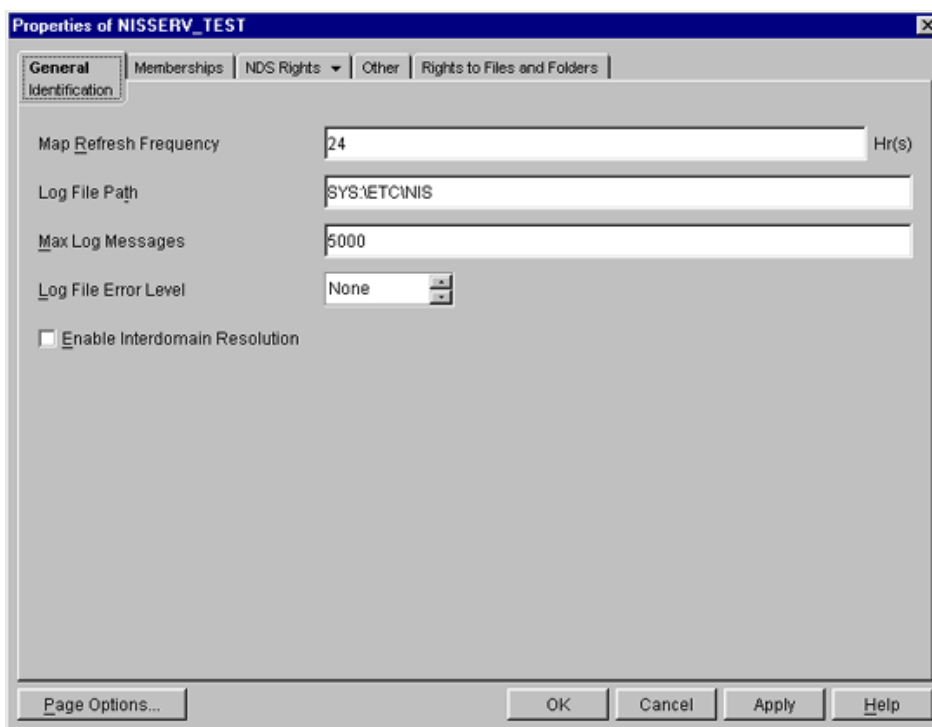 Properties of NISSERV_TEST
General Memberships NDS Rights Other Rights to Files and Folders
Identification
Map Refresh Frequency 24 Hr(s)
Log File Path SYS:\ETC\NIS
Max Log Messages 5000
Log File Error Level None
Enable Interdomain Resolution
Page Options... OK Cancel Apply Help